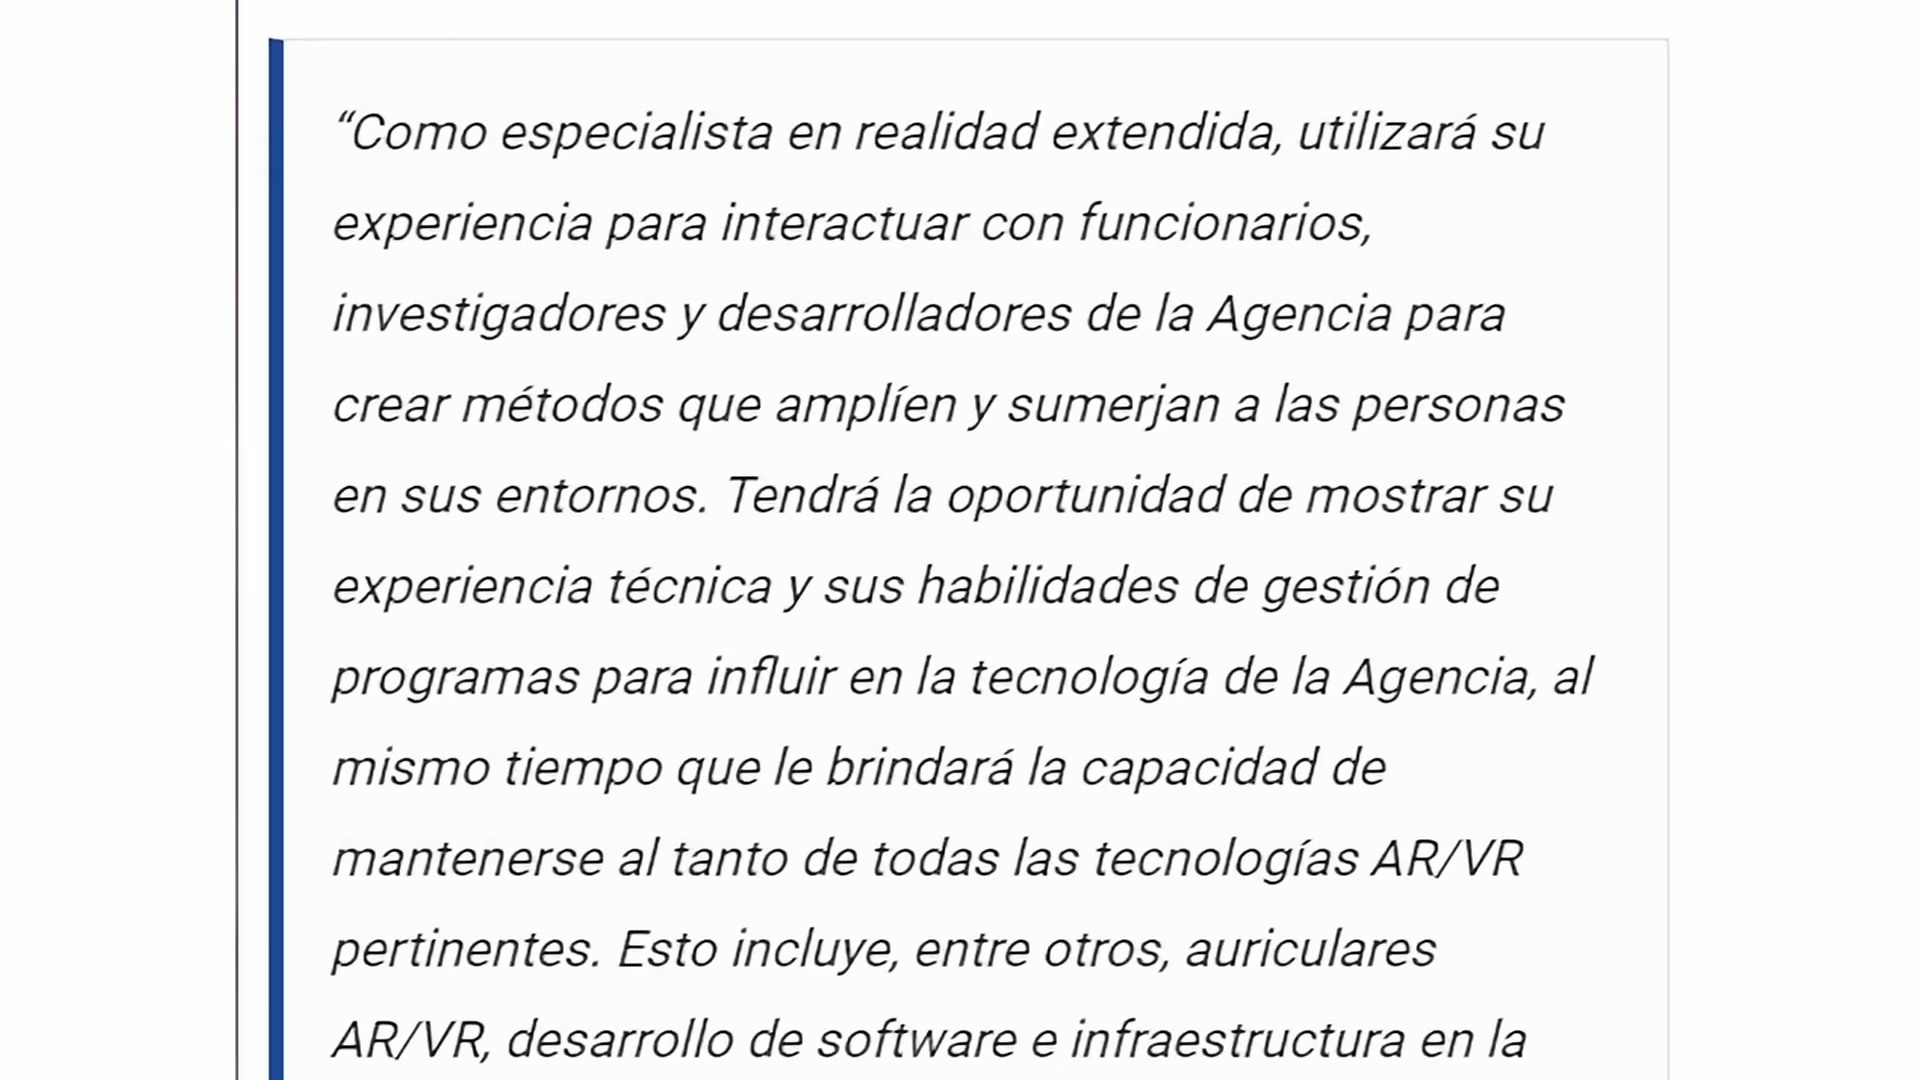 “Como especialista en realidad extendida, utilizará su
experiencia para interactuar con funcionarios,
investigadores y desarrolladores de la Agencia para
crear métodos que amplíen y sumerjan a las personas
en sus entornos. Tendrá la oportunidad de mostrar su
experiencia técnica y sus habilidades de gestión de
programas para influir en la tecnología de la Agencia, al
mismo tiempo que le brindará la capacidad de
mantenerse al tanto de todas las tecnologías AR/VR
pertinentes. Esto incluye, entre otros, auriculares
AR/VR, desarrollo de software e infraestructura en la